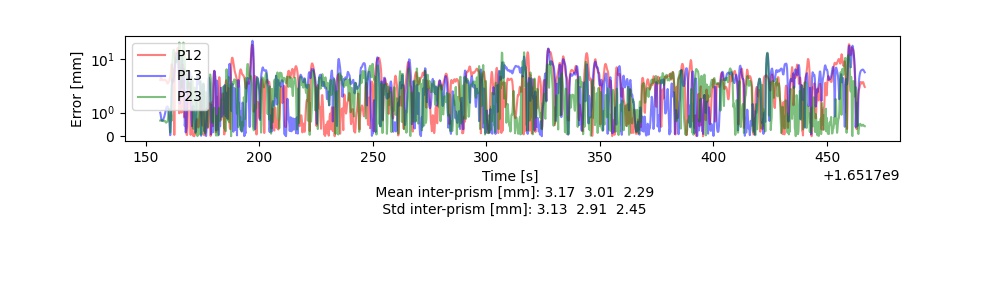 P12
P13
P23
Error [mm]
10¹
10⁰
0
150 200 250 300 350 400 450
Time [s]
+1.6517e9
Mean inter-prism [mm]: 3.17 3.01 2.29
Std inter-prism [mm]: 3.13 2.91 2.45